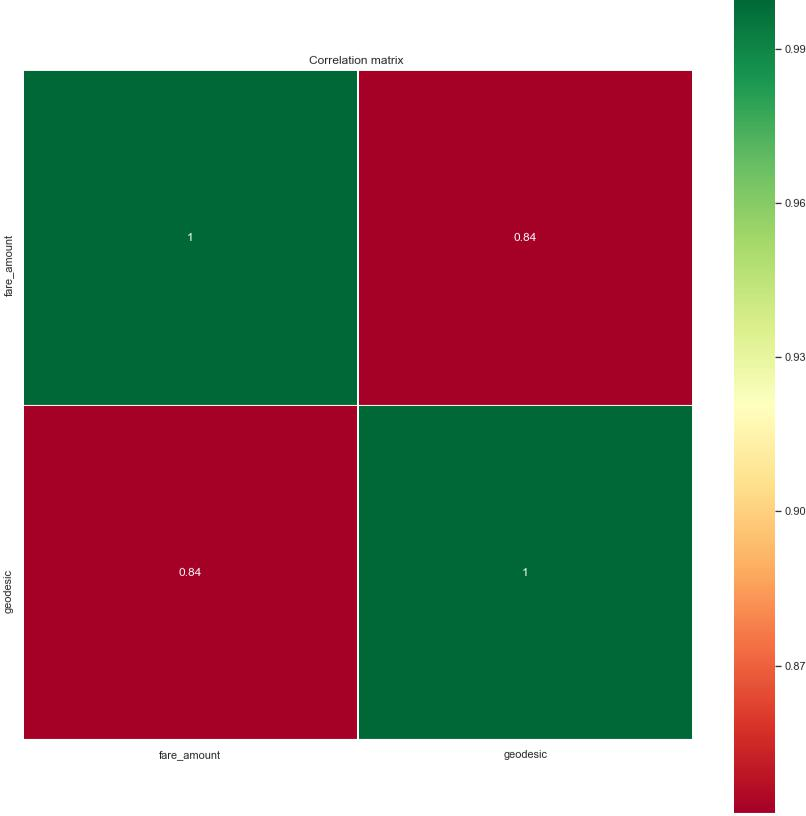 Correlation matrix
fare_amount
1
0.84
geodesic
0.84
1
fare_amount
geodesic
0.99
0.96
0.93
0.90
0.87